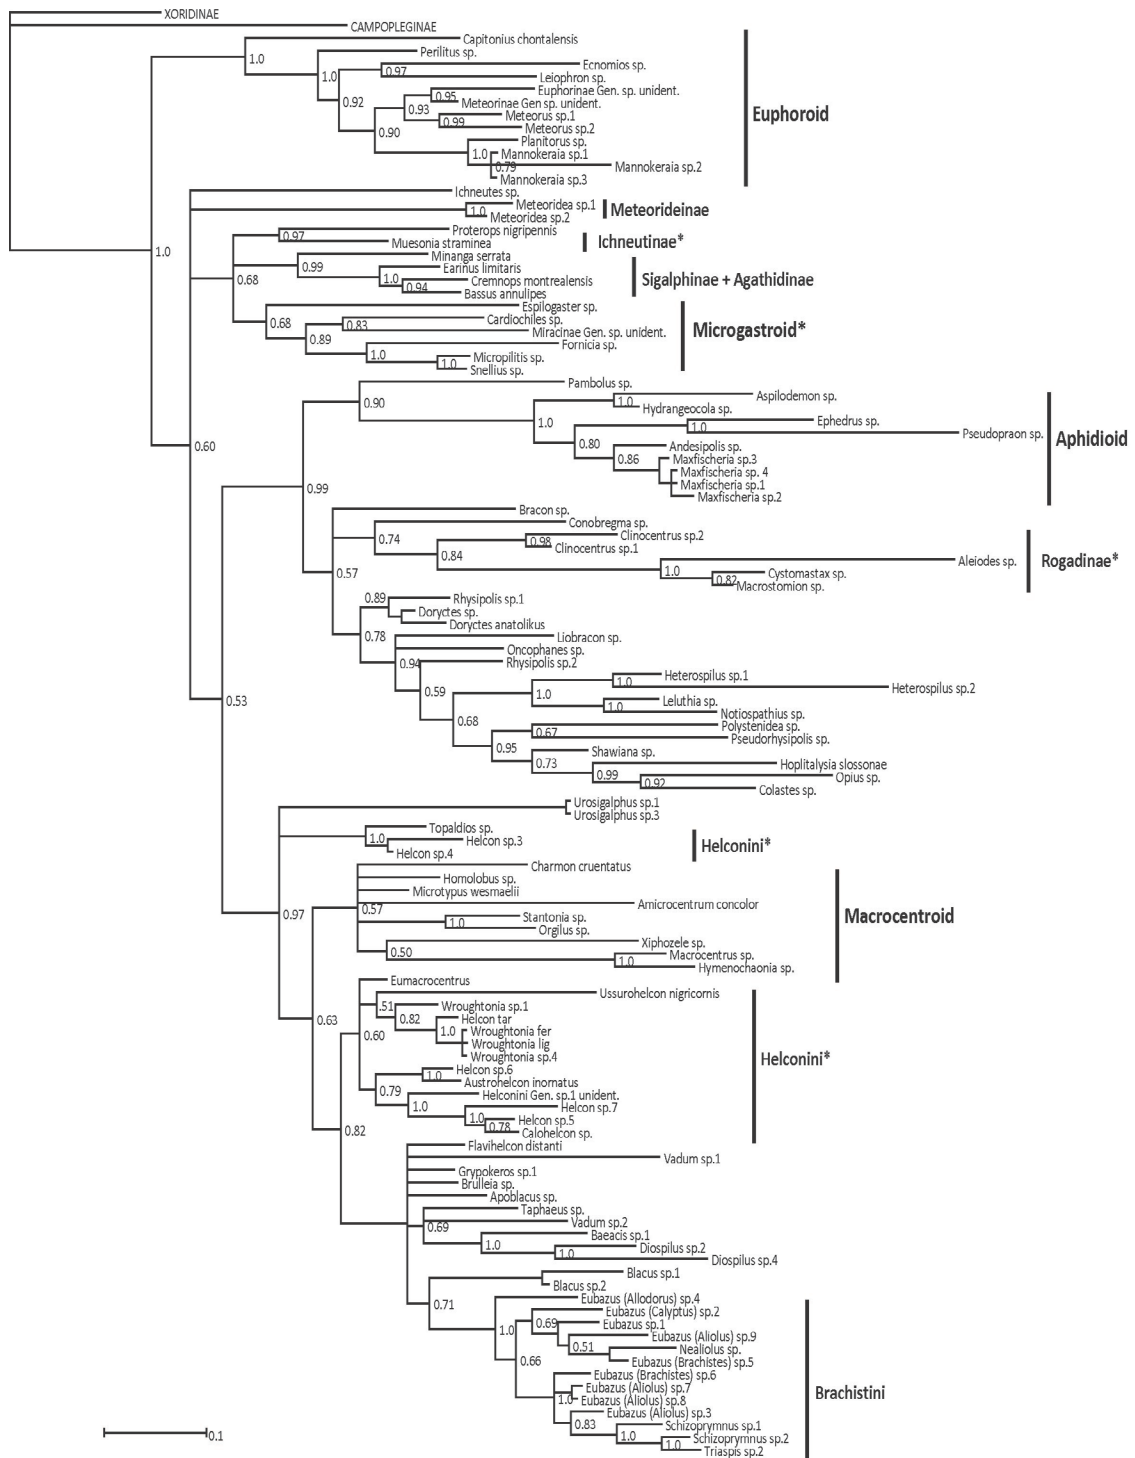 XORIDINAE
CAMPOPLEGINAE
Capitonius chontalensis
1.0
Perilitus sp.
1.0
Ecnomios sp.
0.97
Leiophron sp.
0.92
Euphorinae Gen. sp. unident.
0.95
Meteorinae Gen sp. unident.
0.93
Meteorus sp.1
0.99
Meteorus sp.2
0.90
Euphoroid
Planitorus sp.
1.0
Mannokeraia sp.1
0.79
Mannokeraia sp.2
Mannokeraia sp.3
Ichneutes sp.
Meteoridea sp.1
1.0
Meteoridea sp.2
Meteorideinae
Proterops nigripennis
0.97
Muesonia straminea
Ichneutinae*
1.0
Minanga serrata
0.99
Earinus limitaris
1.0
Cremnops montrealensis
0.94
Bassus annulipes
Sigalphinae + Agathidinae
0.68
Espilogaster sp.
0.68
Cardiochiles sp.
0.83
Miracinae Gen. sp. unident.
0.89
Fornicia sp.
1.0
Micropilitis sp.
1.0
Snellius sp.
Microgastroid*
Pambolus sp.
0.90
Aspilodemon sp.
1.0
Hydrangeocola sp.
1.0
Ephedrus sp.
1.0
Pseudopraon sp.
0.80
Andesipolis sp.
0.86
Maxfischeria sp.3
Maxfischeria sp. 4
Maxfischeria sp.1
Maxfischeria sp.2
Aphidioid
0.60
0.99
Bracon sp.
Conobregma sp.
0.74
Clinocentrus sp.2
0.98
Clinocentrus sp.1
0.84
Aleiodes sp.
1.0
Cystomastax sp.
0.82
Macrostomion sp.
Rogadinae*
0.57
0.89
Rhysipolis sp.1
Doryctes sp.
Doryctes anatolikus
0.78
Liobracon sp.
Oncophanes sp.
0.94
Rhysipolis sp.2
0.59
Heterospilus sp.1
1.0
Heterospilus sp.2
1.0
Leluthia sp.
1.0
Notiospathius sp.
0.68
Polystenidea sp.
0.67
Pseudorhysipolis sp.
0.95
Shawiana sp.
0.73
Hoplitalysia slossonae
0.99
Opius sp.
0.92
Colastes sp.
0.53
Urosigalphus sp.1
Urosigalphus sp.3
Topaldios sp.
1.0
Helcon sp.3
Helcon sp.4
Helconini*
Charmon cruentatus
Homolobus sp.
Microtypus wesmaelii
0.57
Amicrocentrum concolor
0.97
Stantonia sp.
1.0
Orgilus sp.
Xiphozele sp.
0.50
Macrocentrus sp.
1.0
Hymenochaonia sp.
Macrocentroid
Eumacrocentrus
Ussurohelcon nigricornis
.51
Wroughtonia sp.1
0.82
Helcon tar
1.0
Wroughtonia fer
Wroughtonia lig
Wroughtonia sp.4
0.63
0.60
Helcon sp.6
1.0
Austrohelcon inornatus
0.79
Helconini Gen. sp.1 unident.
1.0
Helcon sp.7
1.0
Helcon sp.5
0.78
Calohelcon sp.
Helconini*
0.82
Flavihelcon distanti
Vadum sp.1
Grypokeros sp.1
Brulleia sp.
Apoblacus sp.
Taphaeus sp.
0.69
Vadum sp.2
Baeacis sp.1
1.0
Diospilus sp.2
1.0
Diospilus sp.4
Blacus sp.1
Blacus sp.2
0.71
Eubazus (Allodorus) sp.4
1.0
Eubazus (Calyptus) sp.2
0.69
Eubazus sp.1
Eubazus (Aliolus) sp.9
0.51
Nealiolus sp.
Eubazus (Brachistes) sp.5
0.66
Eubazus (Brachistes) sp.6
Eubazus (Aliolus) sp.7
1.0
Eubazus (Aliolus) sp.8
Eubazus (Aliolus) sp.3
0.83
Schizoprymnus sp.1
1.0
Schizoprymnus sp.2
1.0
Triaspis sp.2
Brachistini
0.1